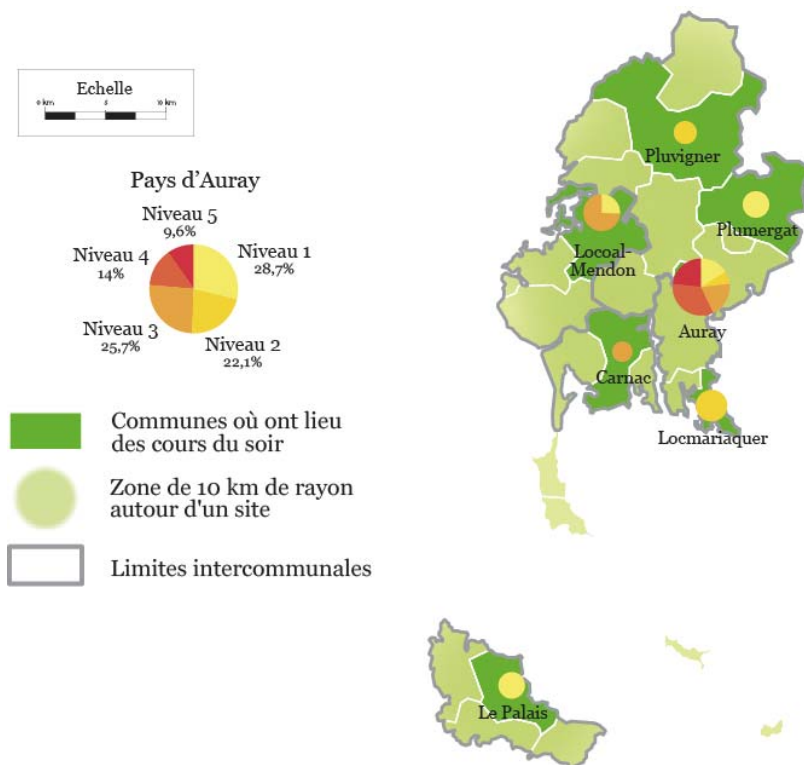 Echelle
0 km 5 10 km
Pays d'Auray
Niveau 5
9,6%
Niveau 1
28,7%
Niveau 4
14%
Niveau 3
25,7%
Niveau 2
22,1%
Communes où ont lieu
des cours du soir
Zone de 10 km de rayon
autour d'un site
Limites intercommunales
Pluvigner
Plumergat
Locoal-
Mendon
Auray
Carnac
Locmariaquer
Le Palais